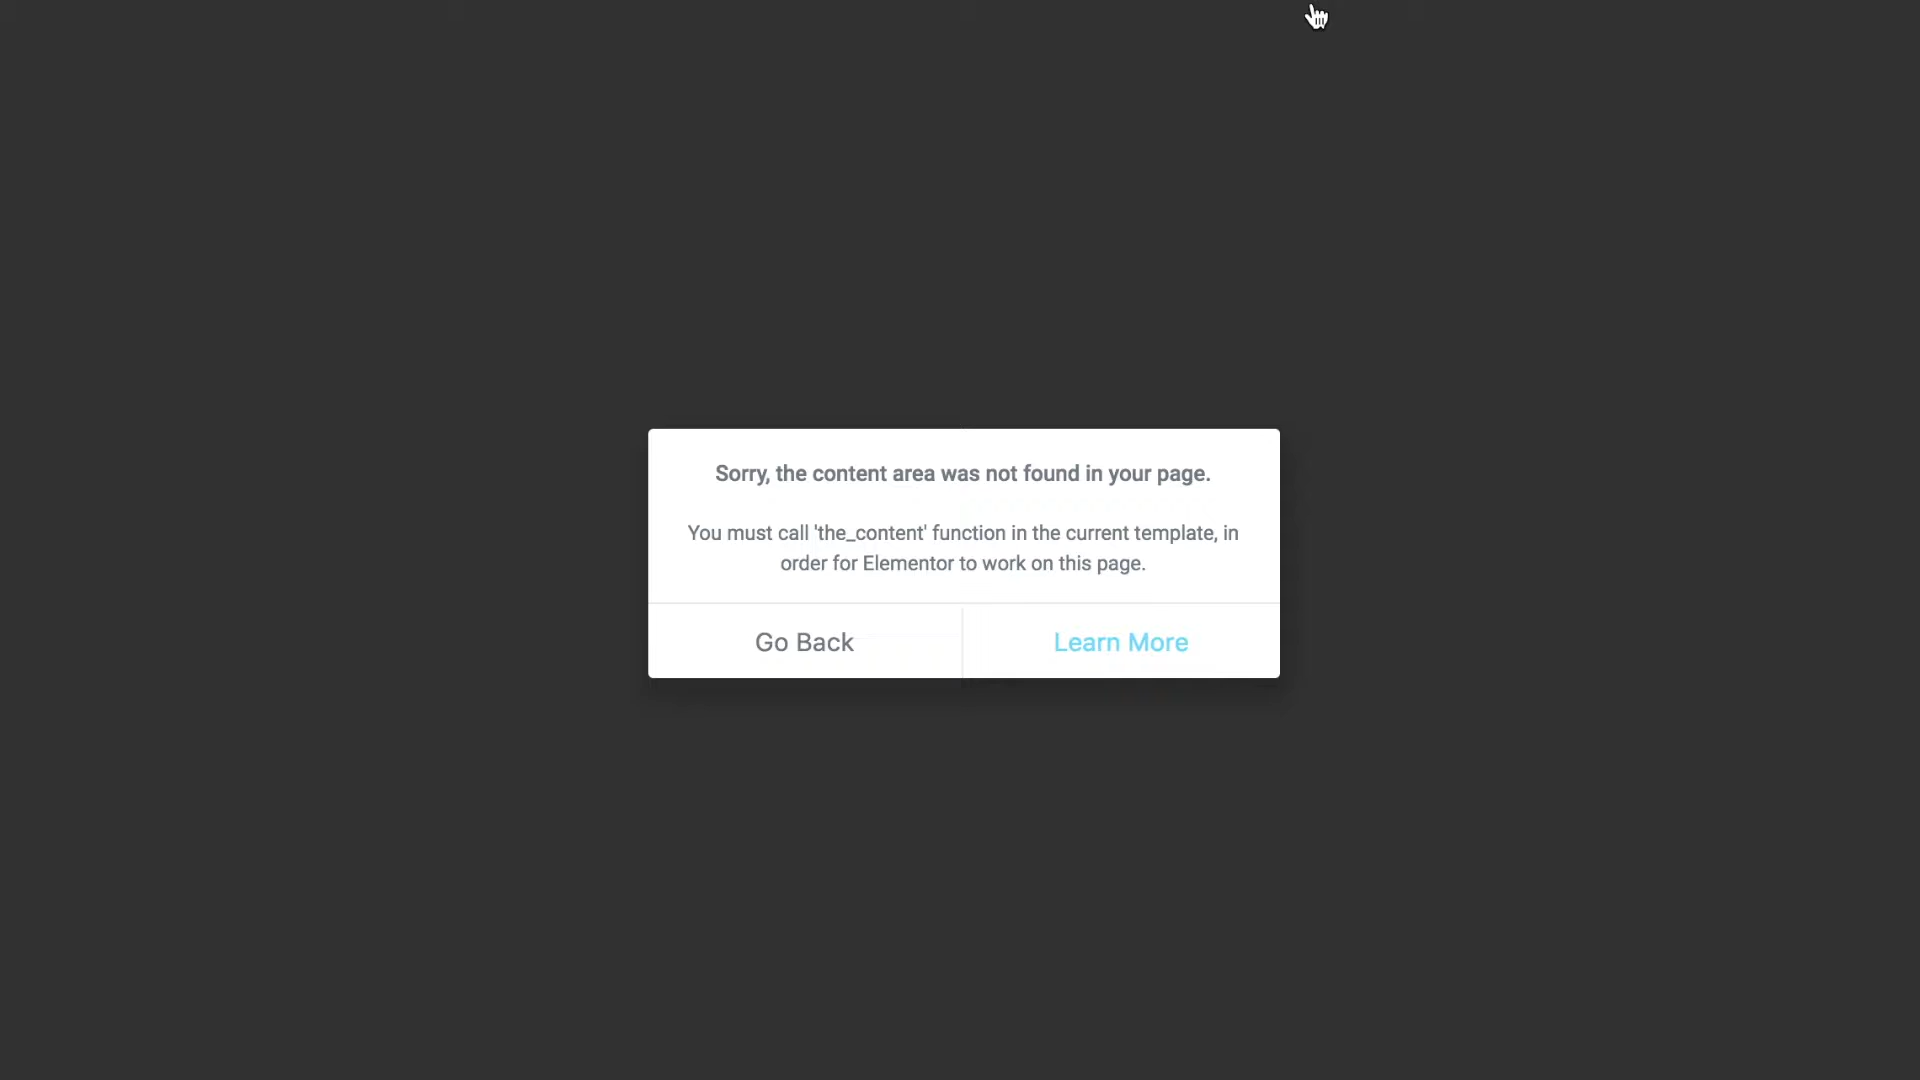 Sorry, the content area was not found in your page.
You must call 'the_content' function in the current template, in
order for Elementor to work on this page.
Go Back
Learn More